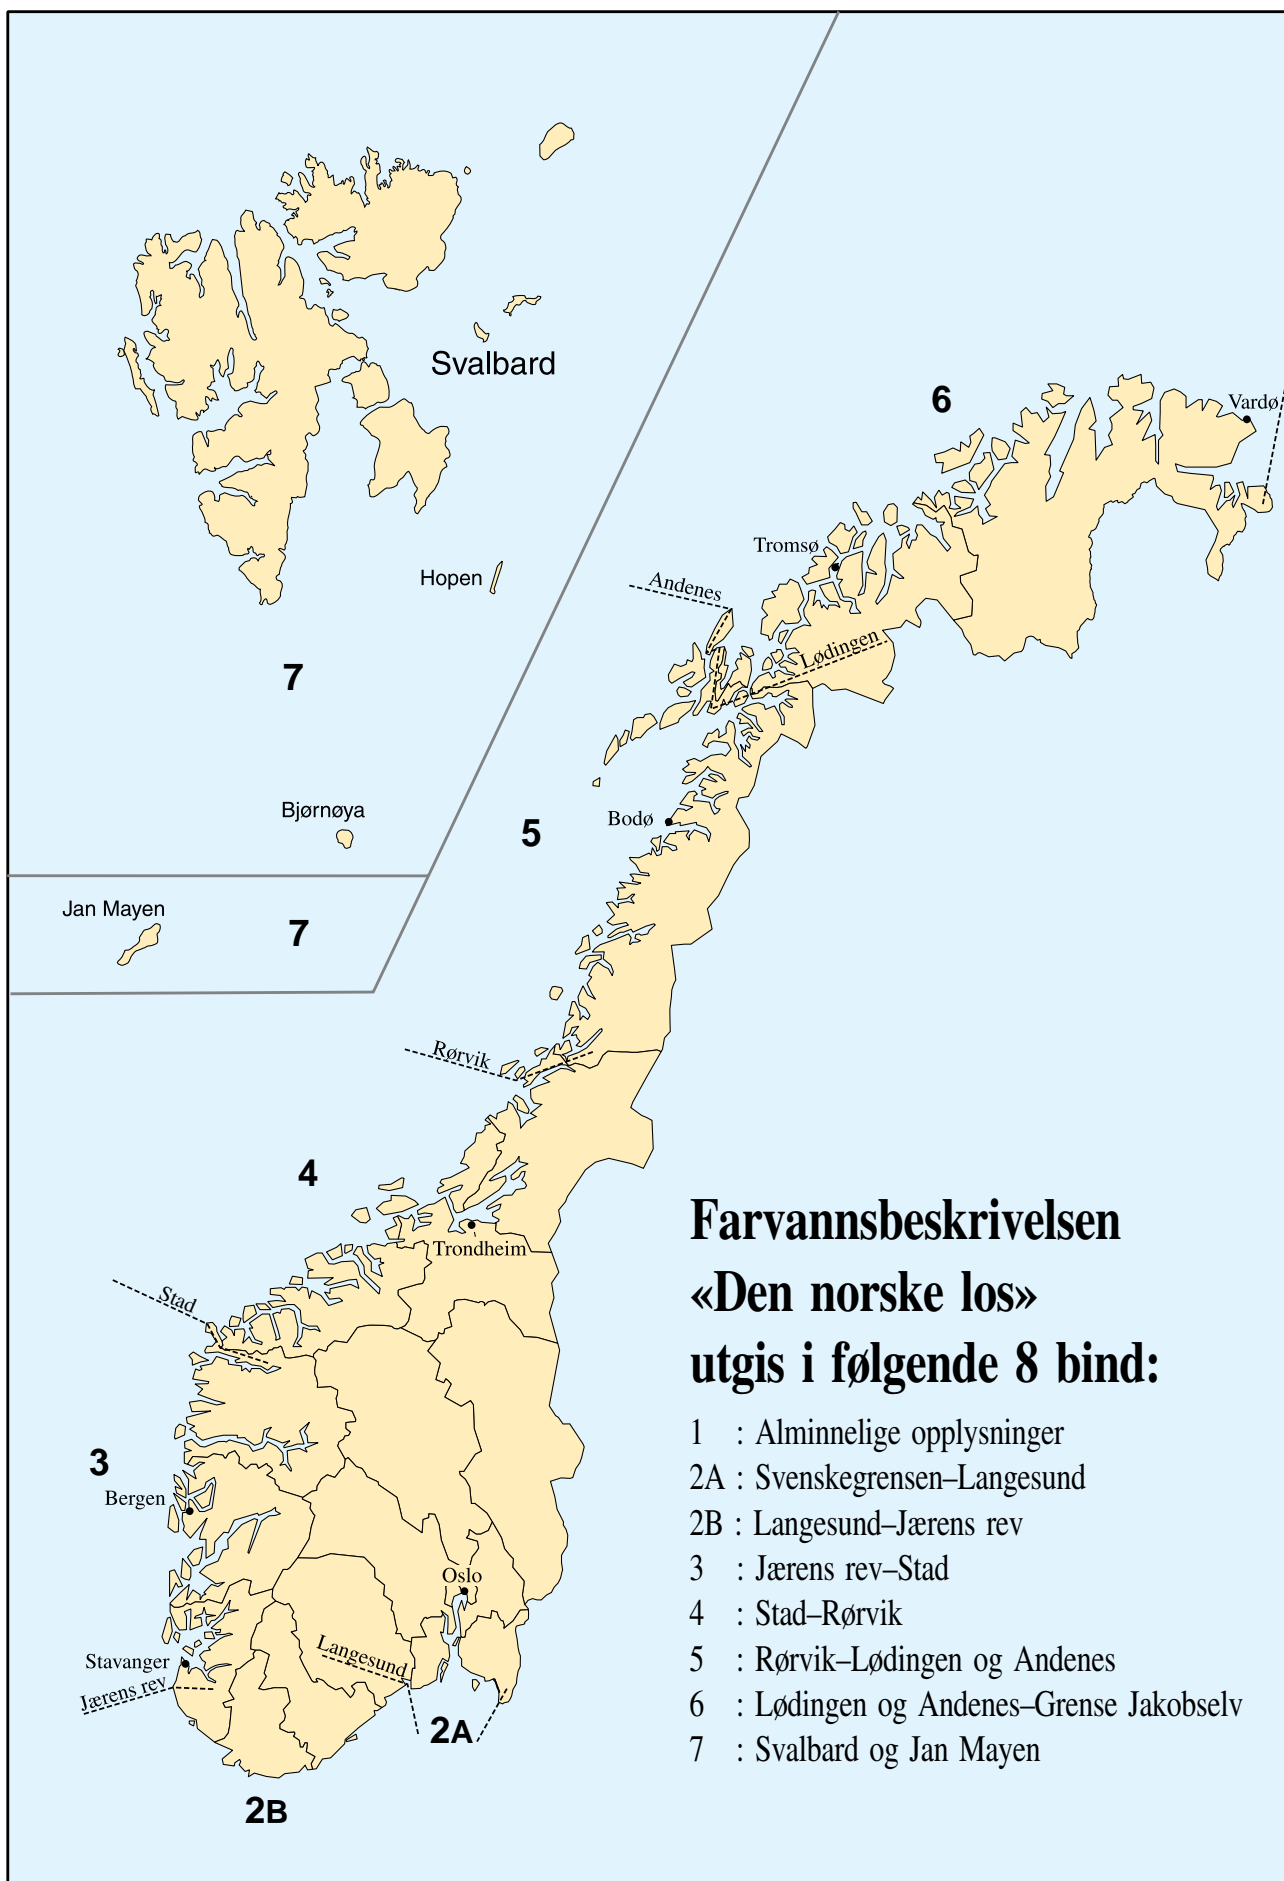 Svalbard
6
Vardø
Tromsø
Hopen
Andenes
Lødingen
7
Bjørnøya
5
Bodø
Jan Mayen
7
Rørvik
4
Trondheim
Stad
3
Bergen
Oslo
Stavanger
Langesund
Jærens rev
2A
2B
Farvannsbeskrivelsen
«Den norske los»
utgis i følgende 8 bind:
1 : Alminnelige opplysninger
2A : Svenskegrensen–Langesund
2B : Langesund–Jærens rev
3 : Jærens rev–Stad
4 : Stad–Rørvik
5 : Rørvik–Lødingen og Andenes
6 : Lødingen og Andenes–Grense Jakobselv
7 : Svalbard og Jan Mayen